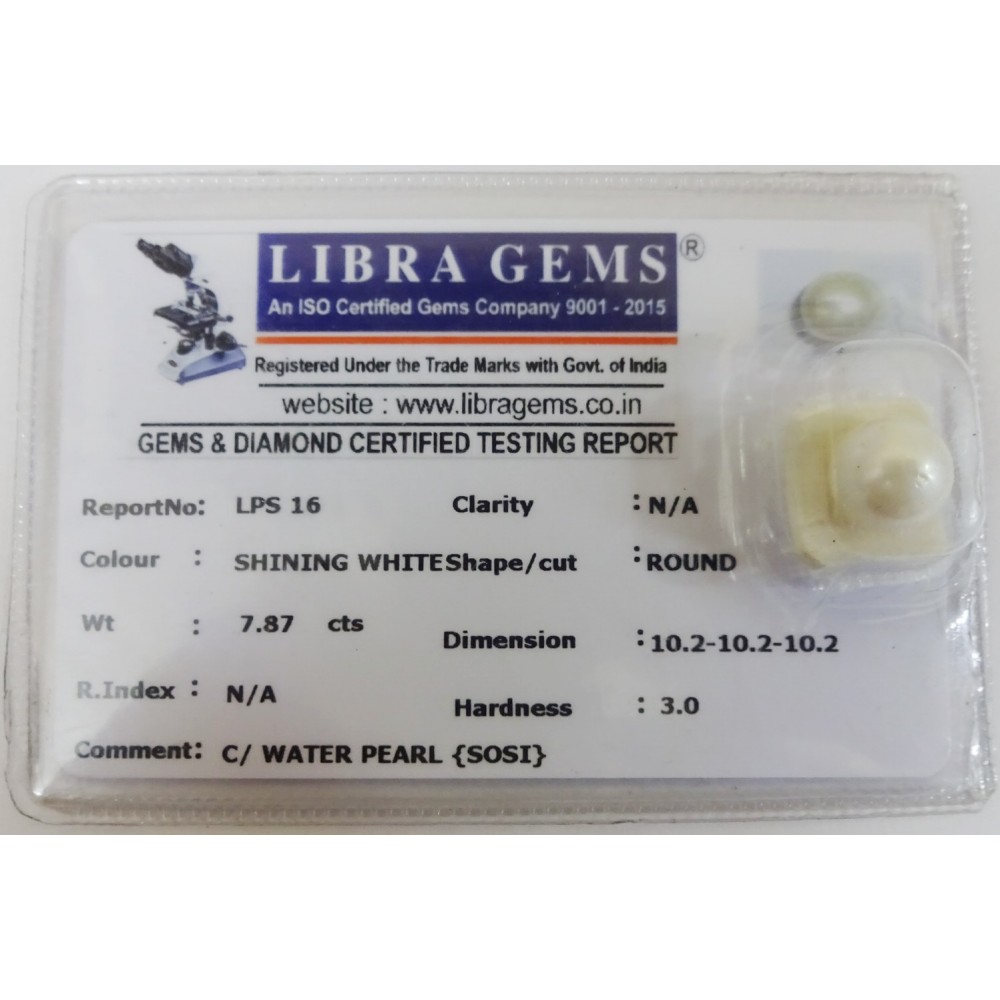 LIBRA GEMS ®
An ISO Certified Gems Company 9001 - 2015
Registered Under the Trade Marks with Govt. of India
website : www.libragems.co.in
GEMS & DIAMOND CERTIFIED TESTING REPORT
ReportNo: LPS 16 Clarity : N/A
Colour : SHINING WHITE Shape/cut : ROUND
Wt : 7.87 cts Dimension : 10.2-10.2-10.2
R.Index : N/A Hardness : 3.0
Comment: C/ WATER PEARL {SOSI}